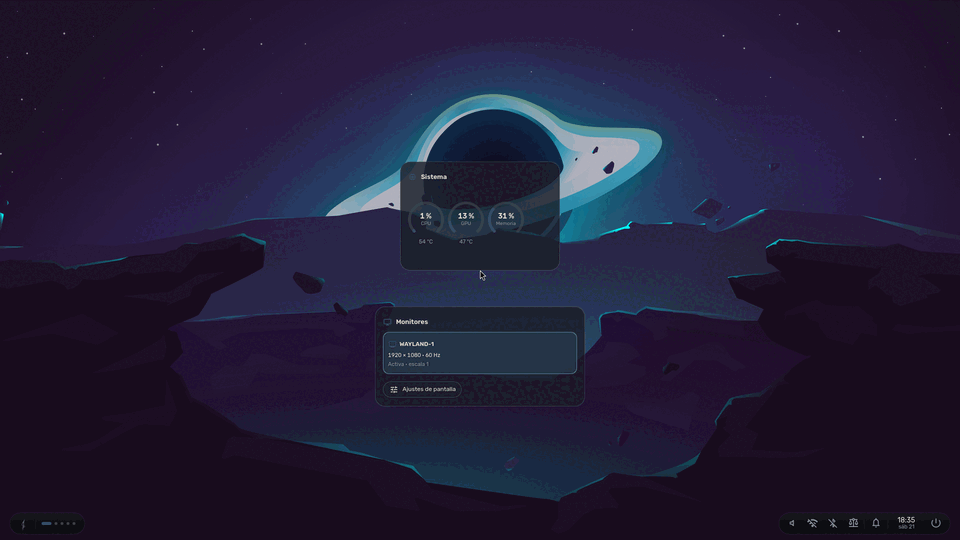 Sistema
1 % 13 % 31 %
CPU GPU Memoria
54 °C 47 °C
Monitores
WAYLAND-1
1920 × 1080 • 60 Hz
Activa • escala 1
Ajustes de pantalla
18:35
sáb 21